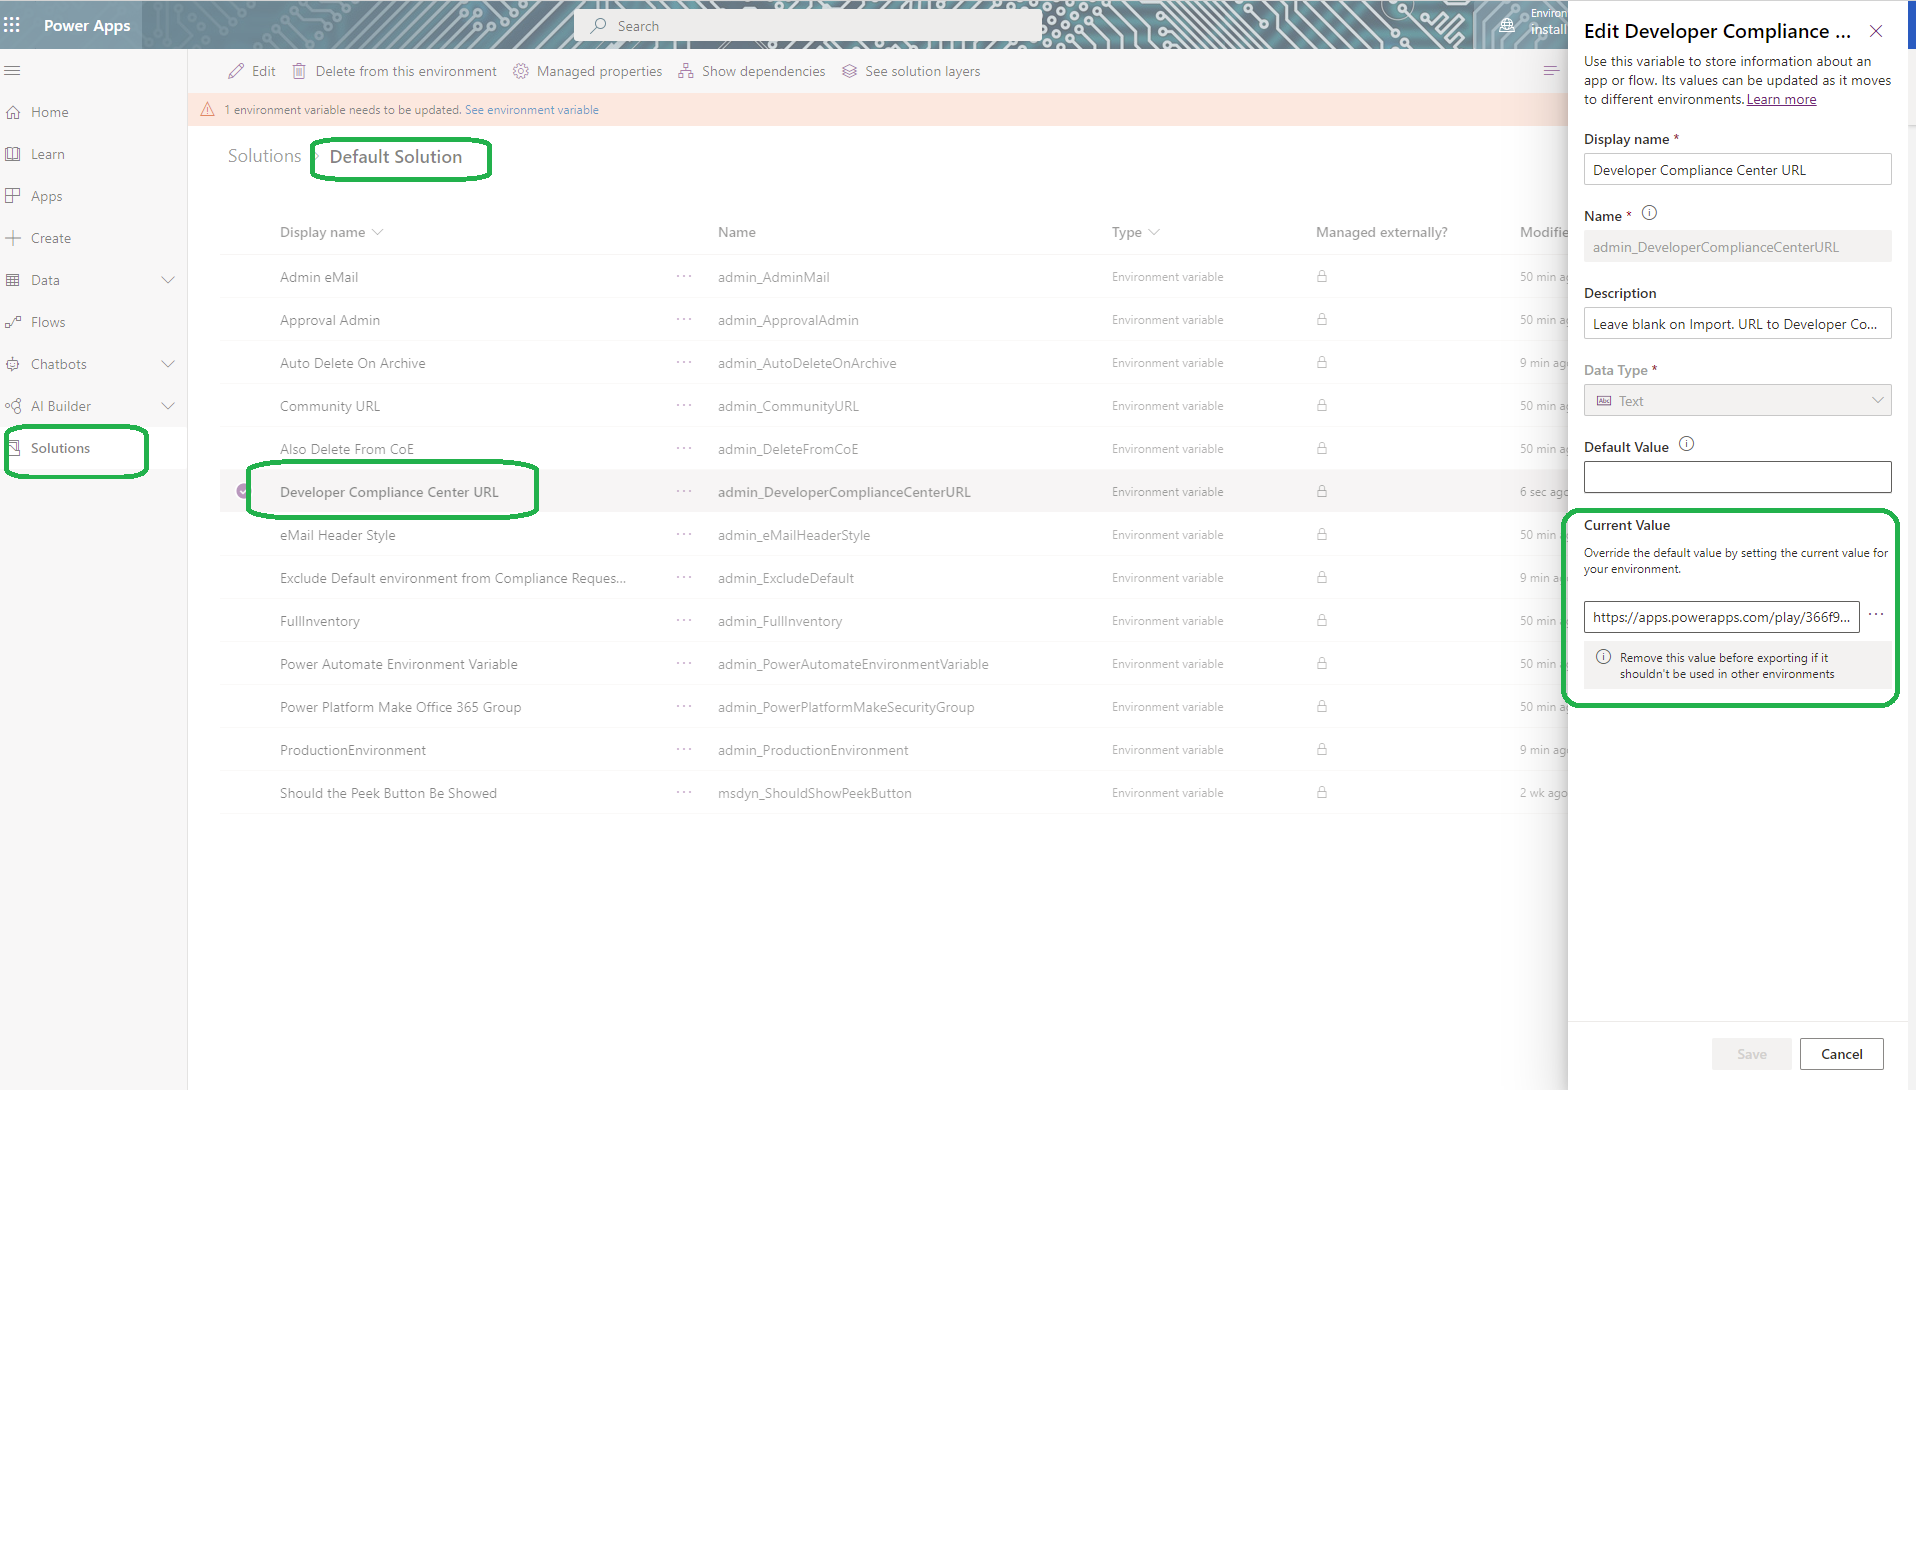 Power Apps
Search
Environ
install
Edit
Delete from this environment
Managed properties
Show dependencies
See solution layers
1 environment variable needs to be updated. See environment variable
Home
Learn
Apps
Create
Data
Flows
Chatbots
AI Builder
Solutions
Solutions › Default Solution
Display name Name Type Managed externally? Modifie
Admin eMail ··· admin_AdminMail Environment variable 50 min ag
Approval Admin ··· admin_ApprovalAdmin Environment variable 50 min ag
Auto Delete On Archive ··· admin_AutoDeleteOnArchive Environment variable 9 min ag
Community URL ··· admin_CommunityURL Environment variable 50 min ag
Also Delete From CoE ··· admin_DeleteFromCoE Environment variable 50 min ag
Developer Compliance Center URL ··· admin_DeveloperComplianceCenterURL Environment variable 6 sec ago
eMail Header Style ··· admin_eMailHeaderStyle Environment variable 50 min ag
Exclude Default environment from Compliance Reques... ··· admin_ExcludeDefault Environment variable 9 min ag
FullInventory ··· admin_FullInventory Environment variable 50 min ag
Power Automate Environment Variable ··· admin_PowerAutomateEnvironmentVariable Environment variable 50 min ag
Power Platform Make Office 365 Group ··· admin_PowerPlatformMakeSecurityGroup Environment variable 50 min ag
ProductionEnvironment ··· admin_ProductionEnvironment Environment variable 9 min ag
Should the Peek Button Be Showed ··· msdyn_ShouldShowPeekButton Environment variable 2 wk ago
Edit Developer Compliance ...
Use this variable to store information about an
app or flow. Its values can be updated as it moves
to different environments. Learn more
Display name *
Developer Compliance Center URL
Name *
admin_DeveloperComplianceCenterURL
Description
Leave blank on Import. URL to Developer Co...
Data Type *
Abc Text
Default Value
Current Value
Override the default value by setting the current value for
your environment.
https://apps.powerapps.com/play/366f9... ···
Remove this value before exporting if it
shouldn't be used in other environments
Save
Cancel